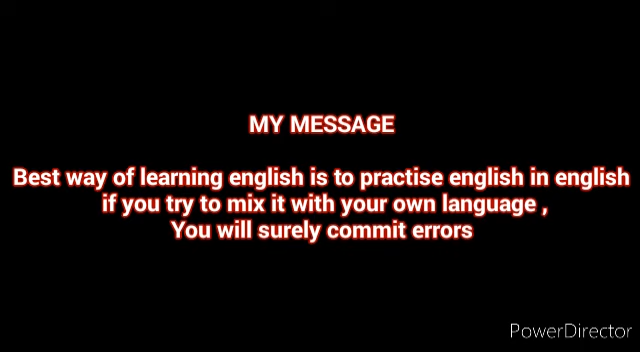 MY MESSAGE
Best way of learning english is to practise english in english
if you try to mix it with your own language ,
You will surely commit errors
PowerDirector